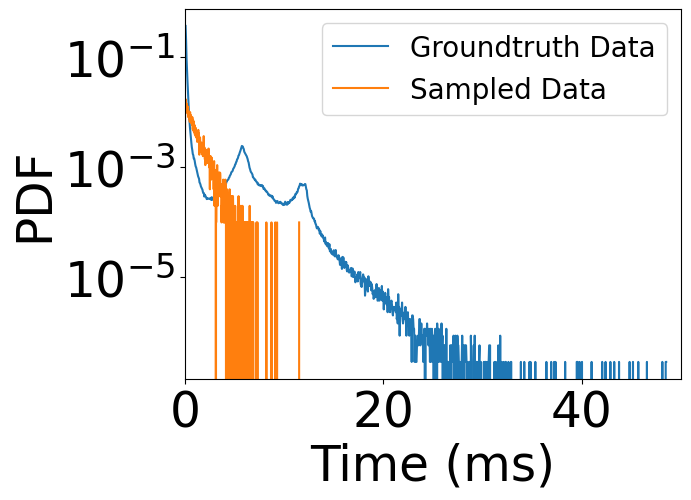 Groundtruth Data
Sampled Data
10⁻¹
10⁻³
10⁻⁵
PDF
0 20 40
Time (ms)